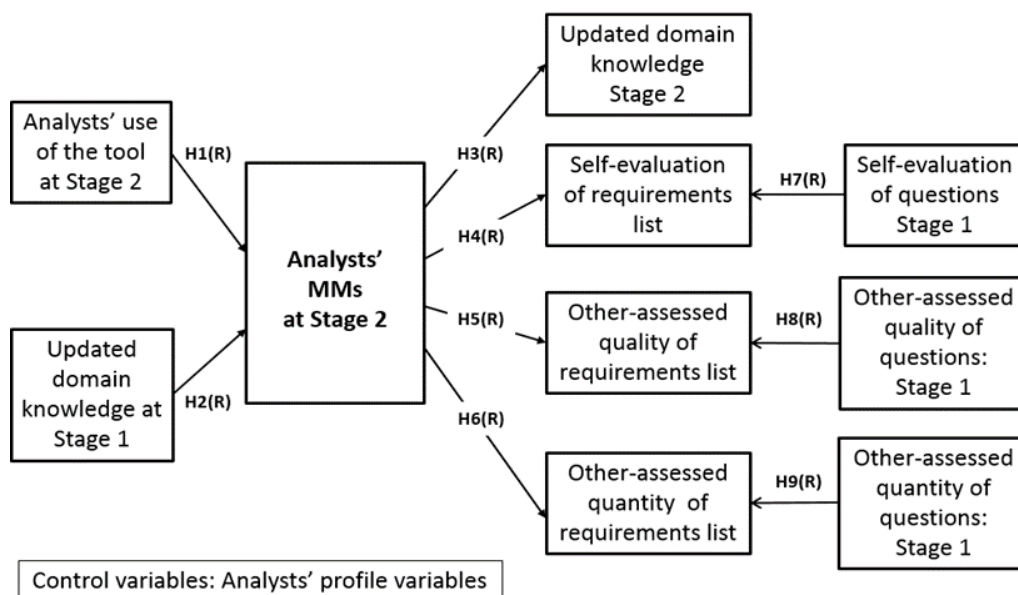 Analysts' use
of the tool
at Stage 2
H1(R)
Updated
domain
knowledge at
Stage 1
H2(R)
Analysts'
MMs
at Stage 2
H3(R)
H4(R)
H5(R)
H6(R)
Updated domain
knowledge
Stage 2
Self-evaluation
of requirements
list
Other-assessed
quality of
requirements list
Other-assessed
quantity of
requirements list
H7(R)
H8(R)
H9(R)
Self-evaluation
of questions
Stage 1
Other-assessed
quality of
questions:
Stage 1
Other-assessed
quantity of
questions:
Stage 1
Control variables: Analysts' profile variables